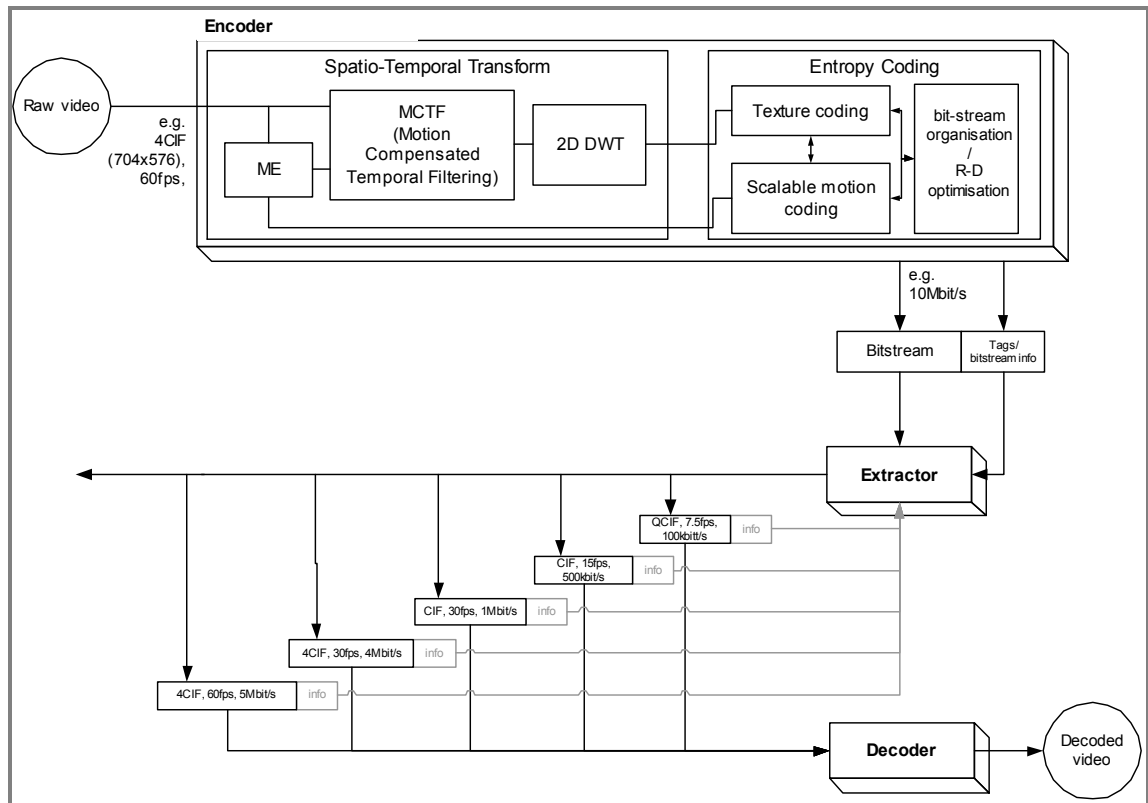 Encoder
Spatio-Temporal Transform
Entropy Coding
Raw video
e.g.
4CIF
(704x576),
60fps,
ME
MCTF
(Motion
Compensated
Temporal Filtering)
2D DWT
Texture coding
Scalable motion
coding
bit-stream
organisation
/
R-D
optimisation
e.g.
10Mbit/s
Bitstream
Tags/
bitstream info
Extractor
QCIF, 7.5fps,
100kbitt/s
info
CIF, 15fps,
500kbit/s
info
CIF, 30fps, 1Mbit/s
info
4CIF, 30fps, 4Mbit/s
info
4CIF, 60fps, 5Mbit/s
info
Decoder
Decoded
video